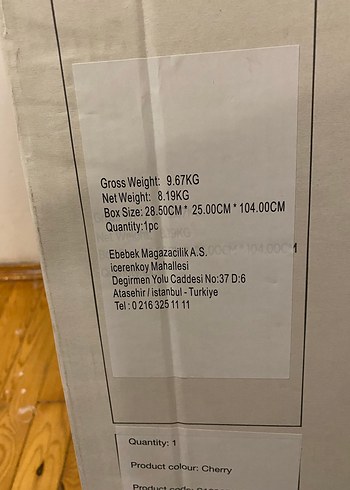 Gross Weight: 9.67KG
Net Weight: 8.19KG
Box Size: 28.50CM * 25.00CM * 104.00CM
Quantity:1pc
Ebebek Magazacilik A.S.
icerenkoy Mahallesi
Degirmen Yolu Caddesi No:37 D:6
Atasehir / istanbul - Turkiye
Tel : 0 216 325 11 11
Quantity: 1
Product colour: Cherry
Product code: